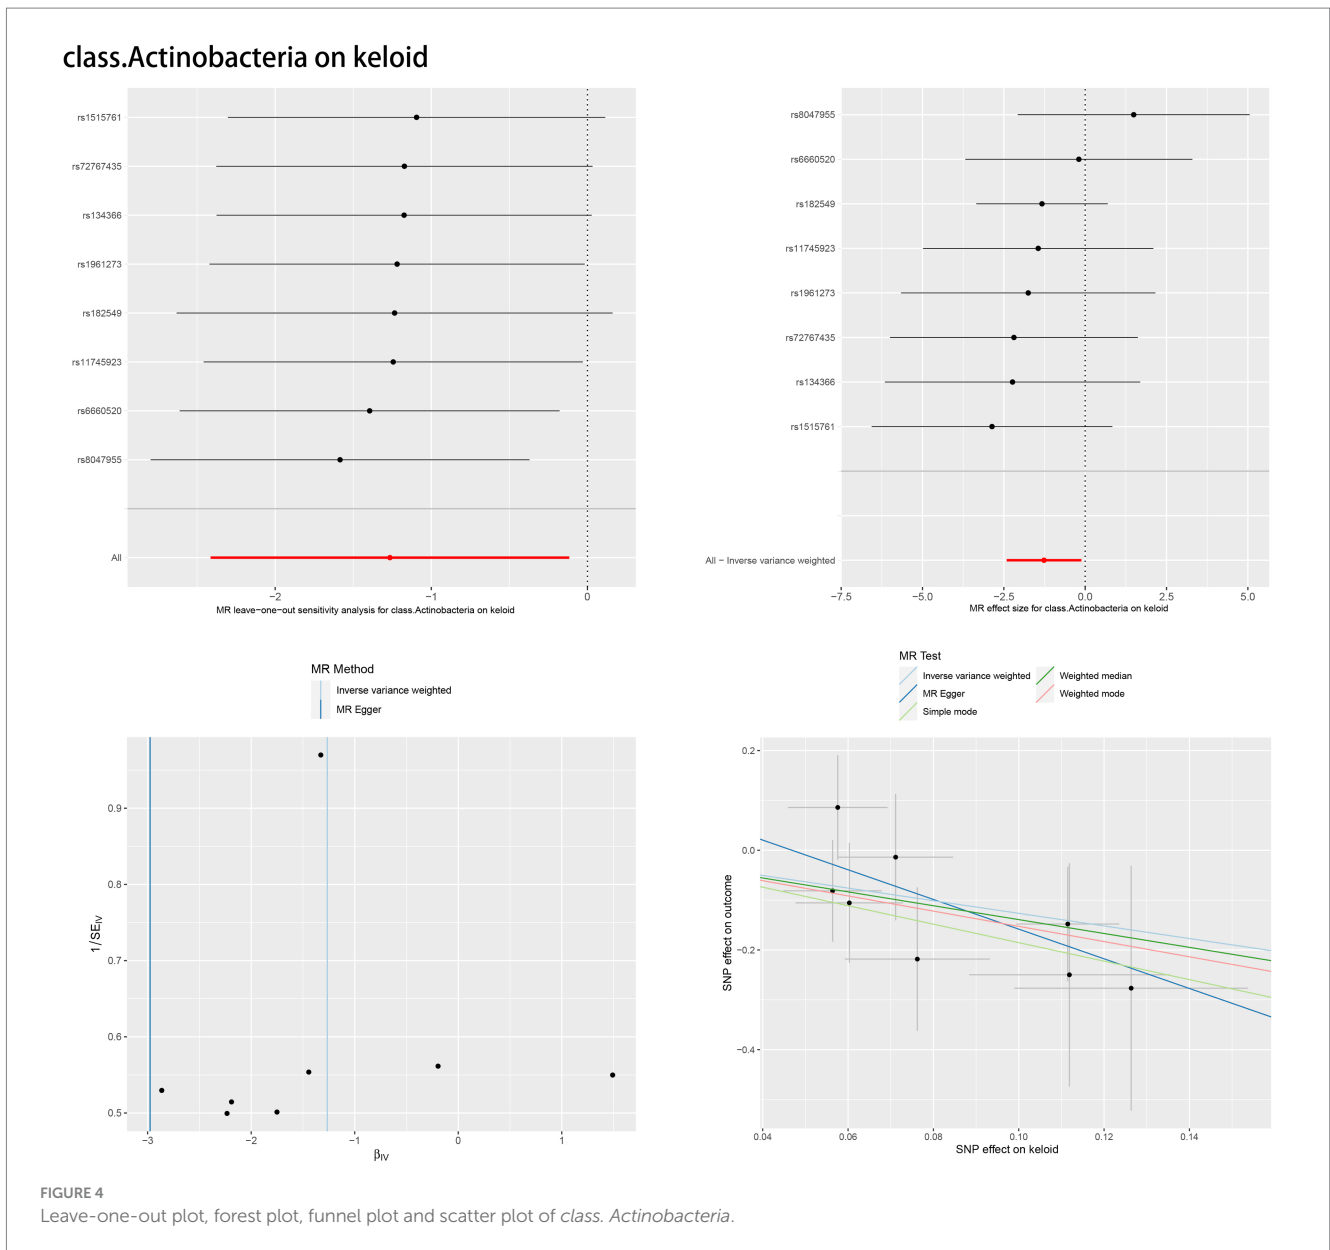 class.Actinobacteria on keloid
rs1515761
rs72767435
rs134366
rs1961273
rs182549
rs11745923
rs6660520
rs8047955
All
−2
−1
0
MR leave−one−out sensitivity analysis for class.Actinobacteria on keloid
rs8047955
rs6660520
rs182549
rs11745923
rs1961273
rs72767435
rs134366
rs1515761
All − Inverse variance weighted
−7.5
−5.0
−2.5
0.0
2.5
5.0
MR effect size for class.Actinobacteria on keloid
MR Method
Inverse variance weighted
MR Egger
0.9
0.8
0.7
0.6
0.5
1/SEIV
−3
−2
−1
0
1
βIV
MR Test
Inverse variance weighted
Weighted median
MR Egger
Weighted mode
Simple mode
0.2
0.0
−0.2
−0.4
SNP effect on outcome
0.04
0.06
0.08
0.10
0.12
0.14
SNP effect on keloid
FIGURE 4
Leave-one-out plot, forest plot, funnel plot and scatter plot of class. Actinobacteria.